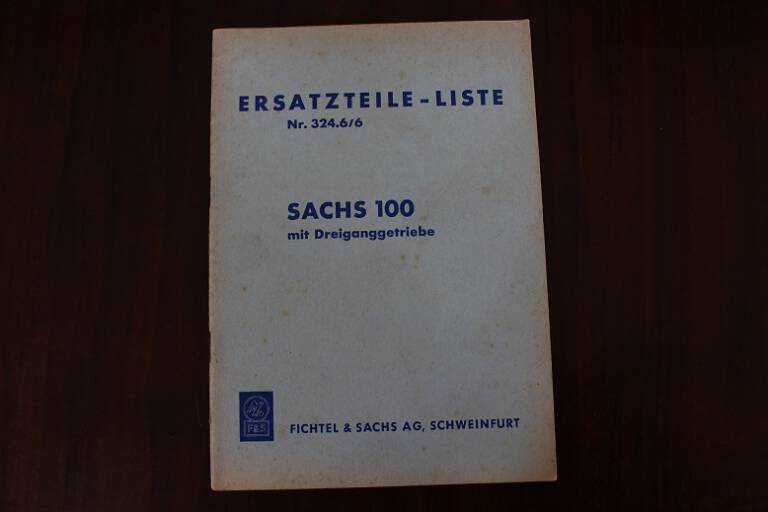 ERSATZTEILE-LISTE
Nr. 324.6/6
SACHS 100
mit Dreiganggetriebe
F&S
FICHTEL & SACHS AG, SCHWEINFURT